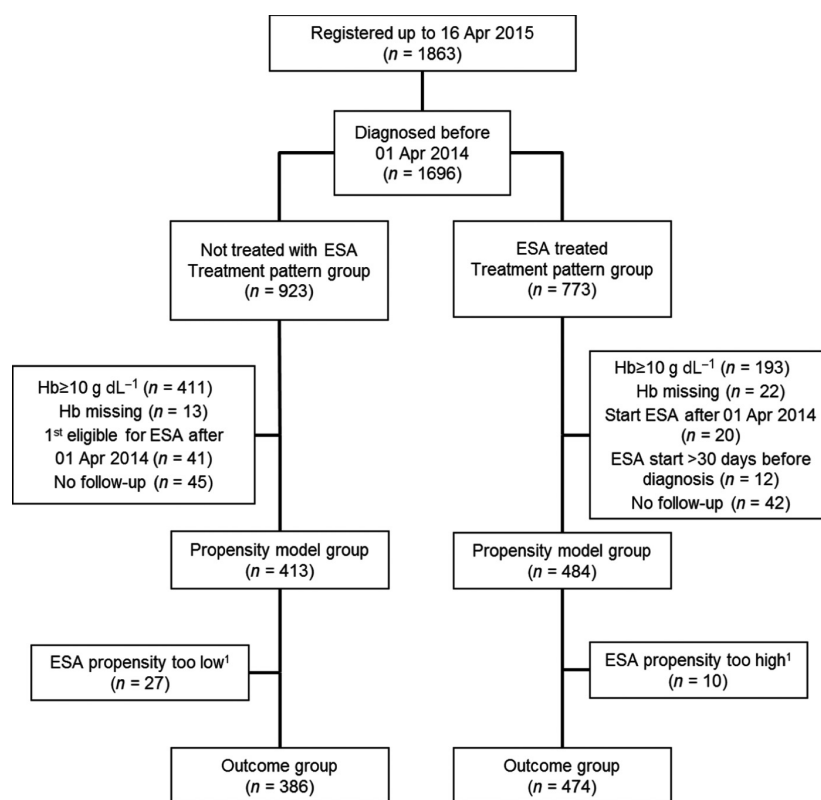 Registered up to 16 Apr 2015
(n = 1863)
Diagnosed before
01 Apr 2014
(n = 1696)
Not treated with ESA
Treatment pattern group
(n = 923)
ESA treated
Treatment pattern group
(n = 773)
Hb≥10 g dL⁻¹ (n = 411)
Hb missing (n = 13)
1st eligible for ESA after
01 Apr 2014 (n = 41)
No follow-up (n = 45)
Hb≥10 g dL⁻¹ (n = 193)
Hb missing (n = 22)
Start ESA after 01 Apr 2014
(n = 20)
ESA start >30 days before
diagnosis (n = 12)
No follow-up (n = 42)
Propensity model group
(n = 413)
Propensity model group
(n = 484)
ESA propensity too low¹
(n = 27)
ESA propensity too high¹
(n = 10)
Outcome group
(n = 386)
Outcome group
(n = 474)